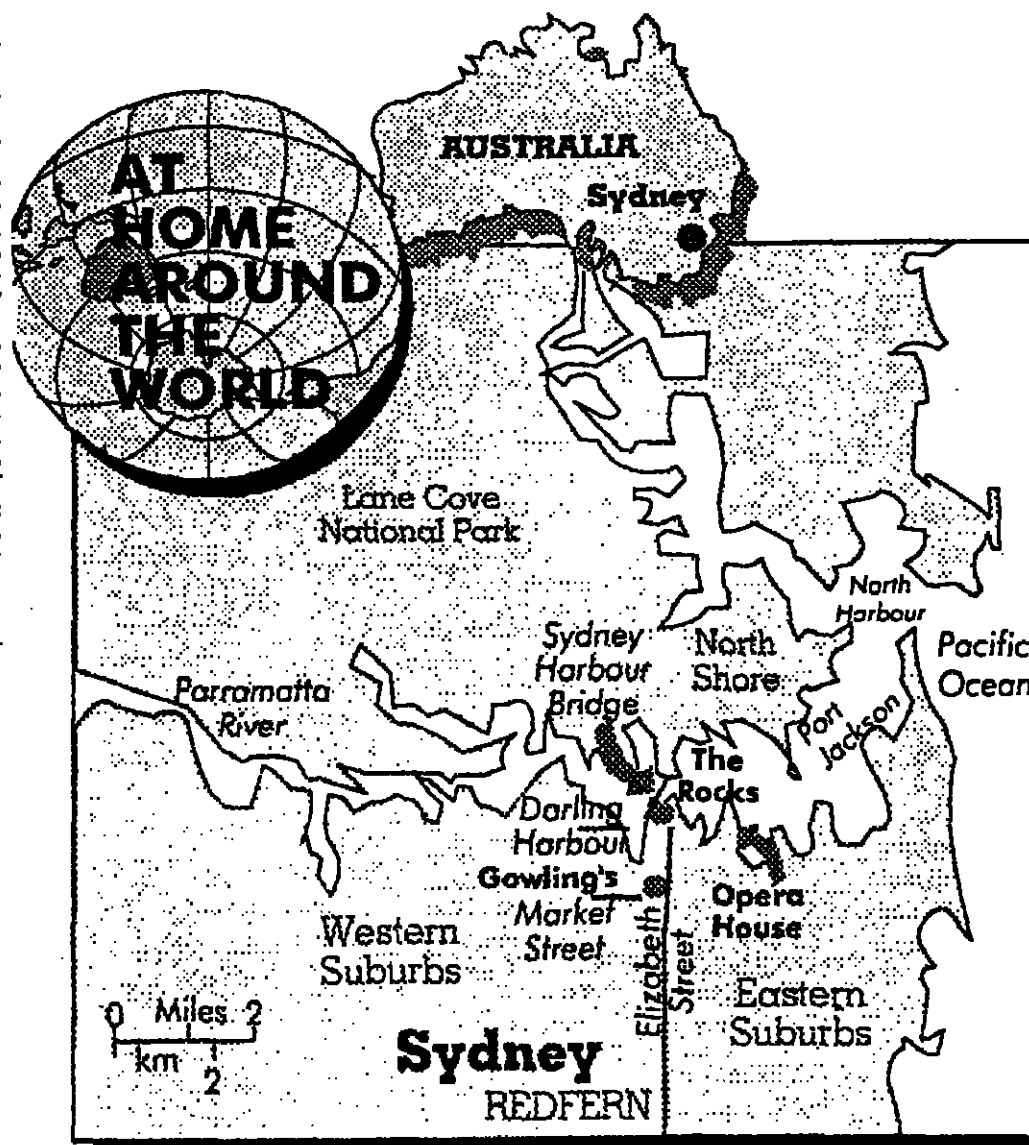 AUSTRALIA
Sydney
AT
HOME
AROUND
THE
WORLD
Lane Cove
National Park
North
Harbour
Pacific
Ocean
Sydney
Harbour
Bridge
North
Shore
Parramatta
River
Port
Jackson
The
Rocks
Darling
Harbour
Gowling's
Market
Street
Opera
House
Elizabeth
Street
Western
Suburbs
Eastern
Suburbs
0 Miles 2
km
2
Sydney
REDFERN